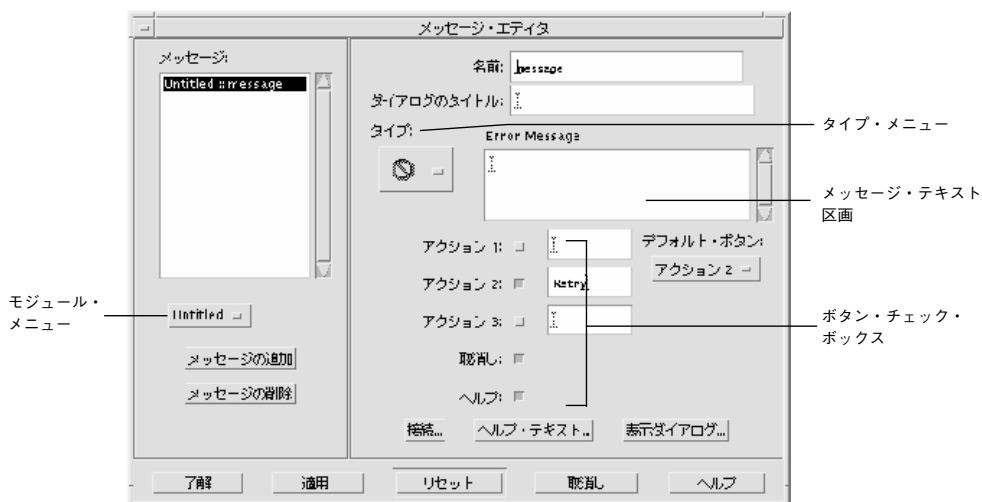 メッセージ・エディタ
メッセージ:
Untitled ::message
名前: message
ダイアログのタイトル:
タイプ:
Error Message
タイプ・メニュー
メッセージ・テキスト
区画
アクション 1:
デフォルト・ボタン:
アクション 2: Retry
アクション 2
アクション 3:
モジュール・
メニュー
Untitled
ボタン・チェック・
ボックス
メッセージの追加
取消し:
メッセージの削除
ヘルプ:
接続...
ヘルプ・テキスト...
表示ダイアログ...
了解
適用
リセット
取消し
ヘルプ